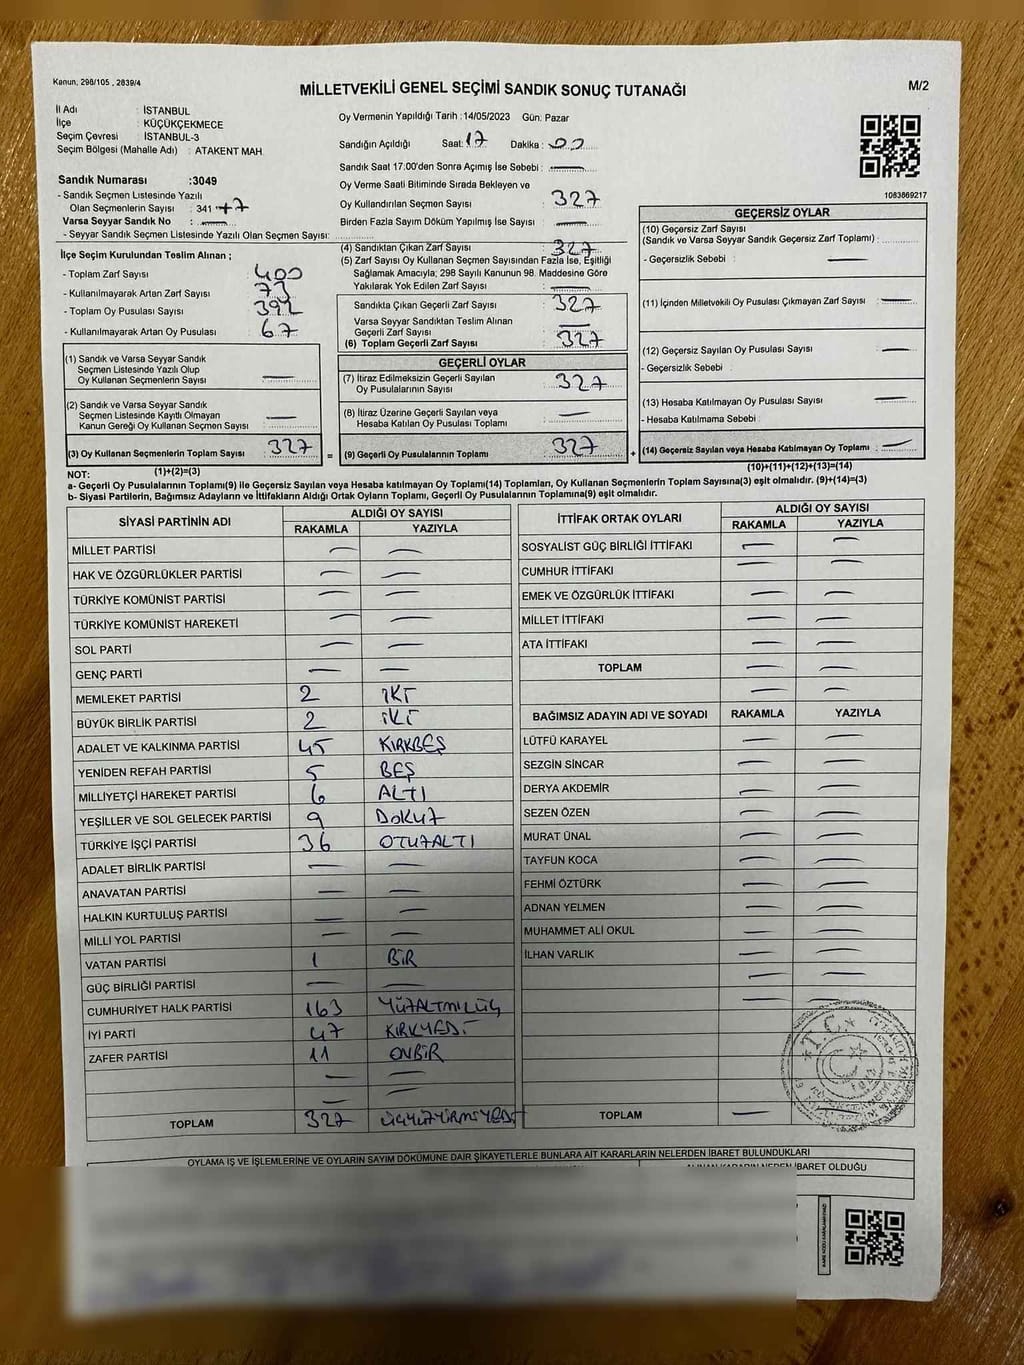 Kanun, 298/105 , 2839/4
MİLLETVEKİLİ GENEL SEÇİMİ SANDIK SONUÇ TUTANAĞI
M/2
İl Adı : İSTANBUL
İlçe : KÜÇÜKÇEKMECE
Seçim Çevresi : İSTANBUL-3
Seçim Bölgesi (Mahalle Adı) : ATAKENT MAH.
Oy Vermenin Yapıldığı Tarih :14/05/2023 Gün: Pazar
Sandığın Açıldığı Saat: 17 Dakika : 00
Sandık Saat 17:00'den Sonra Açımış İse Sebebi : —
Sandık Numarası :3049
- Sandık Seçmen Listesinde Yazılı
Olan Seçmenlerin Sayısı : 341 +7
Varsa Seyyar Sandık No : —
- Seyyar Sandık Seçmen Listesinde Yazılı Olan Seçmen Sayısı:
Oy Verme Saati Bitiminde Sırada Bekleyen ve
Oy Kullandırılan Seçmen Sayısı : 327
Birden Fazla Sayım Döküm Yapılmış İse Sayısı : —
1083869217
İlçe Seçim Kurulundan Teslim Alınan ;
- Toplam Zarf Sayısı : 400
- Kullanılmayarak Artan Zarf Sayısı : 73
- Toplam Oy Pusulası Sayısı : 392
- Kullanılmayarak Artan Oy Pusulası : 67
(4) Sandıktan Çıkan Zarf Sayısı : 327
(5) Zarf Sayısı Oy Kullanan Seçmen Sayısından Fazla İse, Eşitliği
Sağlamak Amacıyla; 298 Sayılı Kanunun 98. Maddesine Göre
Yakılarak Yok Edilen Zarf Sayısı : —
Sandıkta Çıkan Geçerli Zarf Sayısı : 327
Varsa Seyyar Sandıktan Teslim Alınan
Geçerli Zarf Sayısı : —
(6) Toplam Geçerli Zarf Sayısı : 327
GEÇERSİZ OYLAR
(10) Geçersiz Zarf Sayısı
(Sandık ve Varsa Seyyar Sandık Geçersiz Zarf Toplamı) :
- Geçersizlik Sebebi : —
(11) İçinden Milletvekili Oy Pusulası Çıkmayan Zarf Sayısı : —
(12) Geçersiz Sayılan Oy Pusulası Sayısı : —
- Geçersizlik Sebebi :
(13) Hesaba Katılmayan Oy Pusulası Sayısı : —
- Hesaba Katılmama Sebebi :
(1) Sandık ve Varsa Seyyar Sandık
Seçmen Listesinde Yazılı Olup
Oy Kullanan Seçmenlerin Sayısı : —
(2) Sandık ve Varsa Seyyar Sandık
Seçmen Listesinde Kayıtlı Olmayan
Kanun Gereği Oy Kullanan Seçmen Sayısı : —
GEÇERLİ OYLAR
(7) İtiraz Edilmeksizin Geçerli Sayılan
Oy Pusulalarının Sayısı : 327
(8) İtiraz Üzerine Geçerli Sayılan veya
Hesaba Katılan Oy Pusulası Toplamı : —
(3) Oy Kullanan Seçmenlerin Toplam Sayısı : 327 = (9) Geçerli Oy Pusulalarının Toplamı : 327 + (14) Geçersiz Sayılan veya Hesaba Katılmayan Oy Toplamı : —
NOT: (1)+(2)=(3) (10)+(11)+(12)+(13)=(14)
a- Geçerli Oy Pusulalarının Toplamı(9) ile Geçersiz Sayılan veya Hesaba katılmayan Oy Toplamı(14) Toplamları, Oy Kullanan Seçmenlerin Toplam Sayısına(3) eşit olmalıdır. (9)+(14)=(3)
b- Siyasi Partilerin, Bağımsız Adayların ve İttifakların Aldığı Ortak Oyların Toplamı, Geçerli Oy Pusulalarının Toplamına(9) eşit olmalıdır.
SİYASİ PARTİNİN ADI ALDIĞI OY SAYISI
RAKAMLA YAZIYLA
MİLLET PARTİSİ — —
HAK VE ÖZGÜRLÜKLER PARTİSİ — —
TÜRKİYE KOMÜNİST PARTİSİ — —
TÜRKİYE KOMÜNİST HAREKETİ — —
SOL PARTİ — —
GENÇ PARTİ — —
MEMLEKET PARTİSİ 2 İKİ
BÜYÜK BİRLİK PARTİSİ 2 İKİ
ADALET VE KALKINMA PARTİSİ 45 KIRKBEŞ
YENİDEN REFAH PARTİSİ 5 BEŞ
MİLLİYETÇİ HAREKET PARTİSİ 6 ALTI
YEŞİLLER VE SOL GELECEK PARTİSİ 9 DOKUZ
TÜRKİYE İŞÇİ PARTİSİ 36 OTUZALTI
ADALET BİRLİK PARTİSİ — —
ANAVATAN PARTİSİ — —
HALKIN KURTULUŞ PARTİSİ — —
MİLLİ YOL PARTİSİ — —
VATAN PARTİSİ 1 BİR
GÜÇ BİRLİĞİ PARTİSİ — —
CUMHURİYET HALK PARTİSİ 163 YÜZALTMIŞÜÇ
İYİ PARTİ 47 KIRKYEDİ
ZAFER PARTİSİ 11 ONBİR
— —
— —
TOPLAM 327 ÜÇYÜZYİRMİYEDİ
İTTİFAK ORTAK OYLARI ALDIĞI OY SAYISI
RAKAMLA YAZIYLA
SOSYALİST GÜÇ BİRLİĞİ İTTİFAKI — —
CUMHUR İTTİFAKI — —
EMEK VE ÖZGÜRLÜK İTTİFAKI — —
MİLLET İTTİFAKI — —
ATA İTTİFAKI — —
TOPLAM — —
— —
BAĞIMSIZ ADAYIN ADI VE SOYADI RAKAMLA YAZIYLA
LÜTFÜ KARAYEL — —
SEZGİN SİNCAR — —
DERYA AKDEMİR — —
SEZEN ÖZEN — —
MURAT ÜNAL — —
TAYFUN KOCA — —
FEHMİ ÖZTÜRK — —
ADNAN YELMEN — —
MUHAMMET ALİ OKUL — —
İLHAN VARLIK — —
— —
— —
T.C.
TOPLAM — —
OYLAMA İŞ VE İŞLEMLERİNE VE OYLARIN SAYIM DÖKÜMUNE DAİR ŞİKAYETLERLE BUNLARA AİT KARARLARIN NELERDEN İBARET BULUNDUKLARI
ALINAN KARARIN NEDEN İBARET OLDUĞU